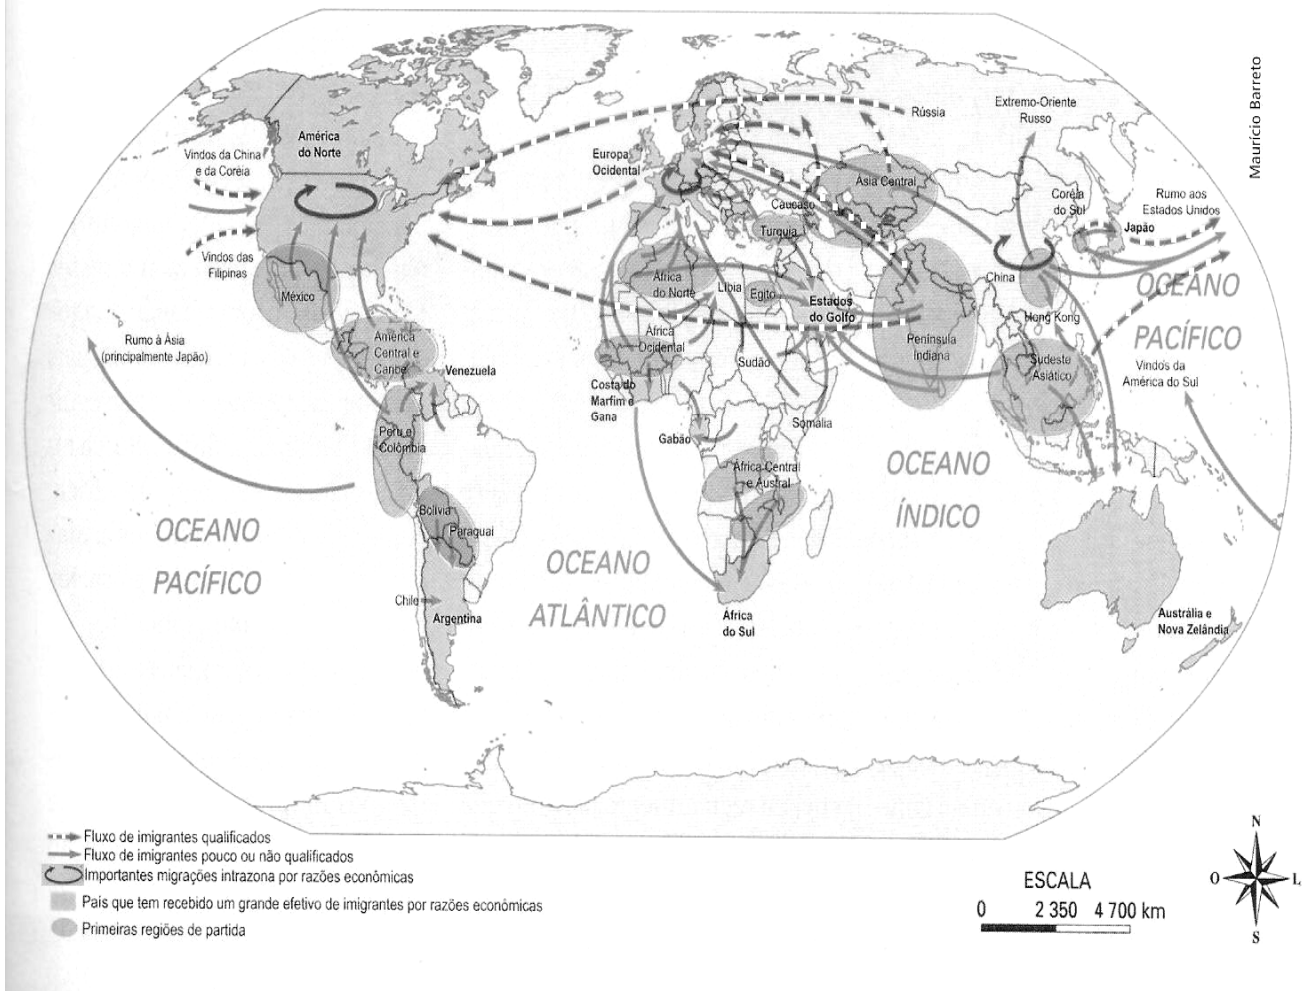 Maurício Barreto
América
do Norte
Vindos da China
e da Coréia
Vindos das
Filipinas
México
Rumo à Ásia
(principalmente Japão)
América
Central e
Caribe
Venezuela
Peru e
Colômbia
Bolívia
Paraguai
Chile
Argentina
Europa
Ocidental
Rússia
Extremo-Oriente
Russo
Ásia Central
Cáucaso
Turquia
Coréia
do Sul
Japão
Rumo aos
Estados Unidos
China
Hong Kong
África
do Norte
Líbia
Egito
Estados
do Golfo
África
Ocidental
Sudão
Península
Indiana
Sudeste
Asiático
Vindos da
América do Sul
Costa do
Marfim e
Gana
Gabão
Somália
África Central
e Austral
África
do Sul
Austrália e
Nova Zelândia
OCEANO
PACÍFICO
OCEANO
ATLÂNTICO
OCEANO
ÍNDICO
OCEANO
PACÍFICO
Fluxo de imigrantes qualificados
Fluxo de imigrantes pouco ou não qualificados
Importantes migrações intrazona por razões econômicas
País que tem recebido um grande efetivo de imigrantes por razões econômicas
Primeiras regiões de partida
ESCALA
0 2 350 4 700 km
N
O L
S